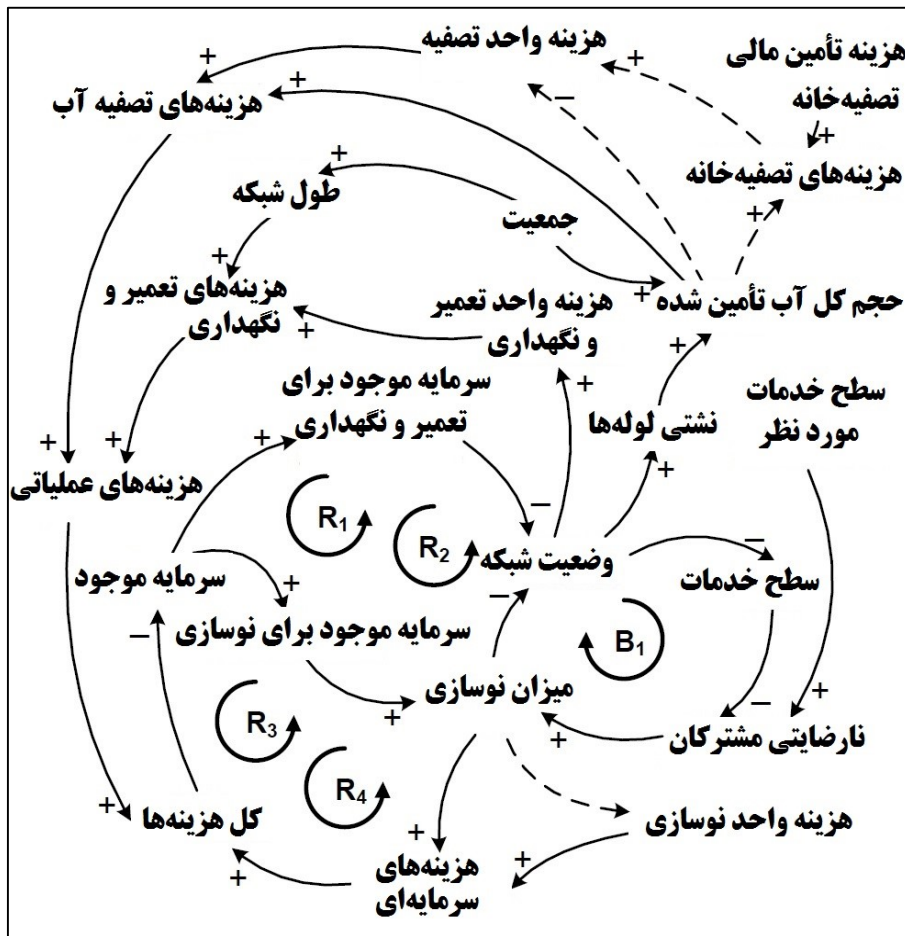 هزینه واحد تصفیه
هزینه تأمین مالی
تصفیه‌خانه
هزینه‌های تصفیه آب
هزینه‌های تصفیه‌خانه
طول شبکه
جمعیت
هزینه‌های تعمیر و
نگهداری
هزینه واحد تعمیر
و نگهداری
حجم کل آب تأمین شده
سرمایه موجود برای
تعمیر و نگهداری
نشتی لوله‌ها
سطح خدمات
مورد نظر
هزینه‌های عملیاتی
R1
R2
وضعیت شبکه
سطح خدمات
سرمایه موجود
سرمایه موجود برای نوسازی
B1
میزان نوسازی
نارضایتی مشترکان
R3
R4
کل هزینه‌ها
هزینه واحد نوسازی
هزینه‌های
سرمایه‌ای